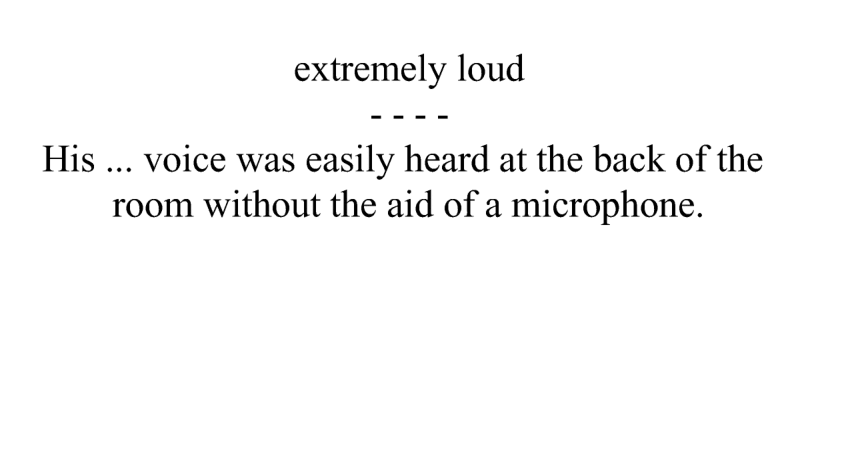 extremely loud
- - - -
His ... voice was easily heard at the back of the
room without the aid of a microphone.